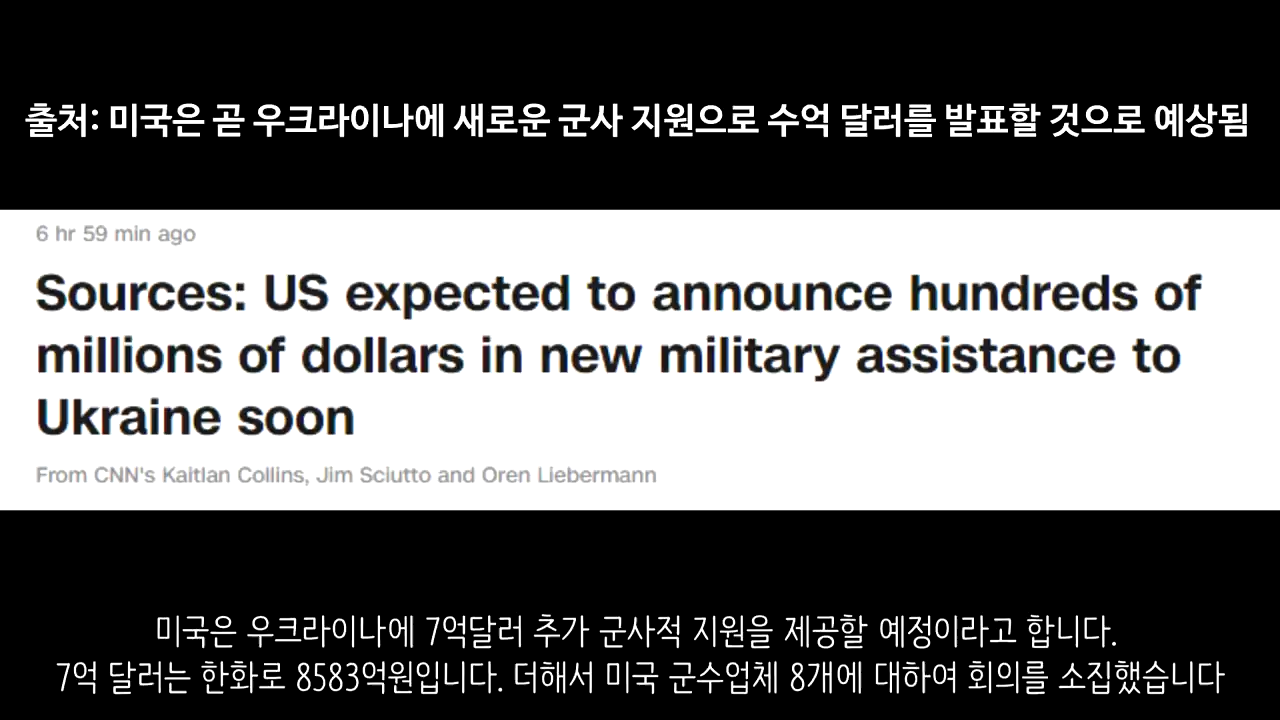 출처: 미국은 곧 우크라이나에 새로운 군사 지원으로 수억 달러를 발표할 것으로 예상됨
6 hr 59 min ago
Sources: US expected to announce hundreds of
millions of dollars in new military assistance to
Ukraine soon
From CNN's Kaitlan Collins, Jim Sciutto and Oren Liebermann
미국은 우크라이나에 7억달러 추가 군사적 지원을 제공할 예정이라고 합니다.
7억 달러는 한화로 8583억원입니다. 더해서 미국 군수업체 8개에 대하여 회의를 소집했습니다